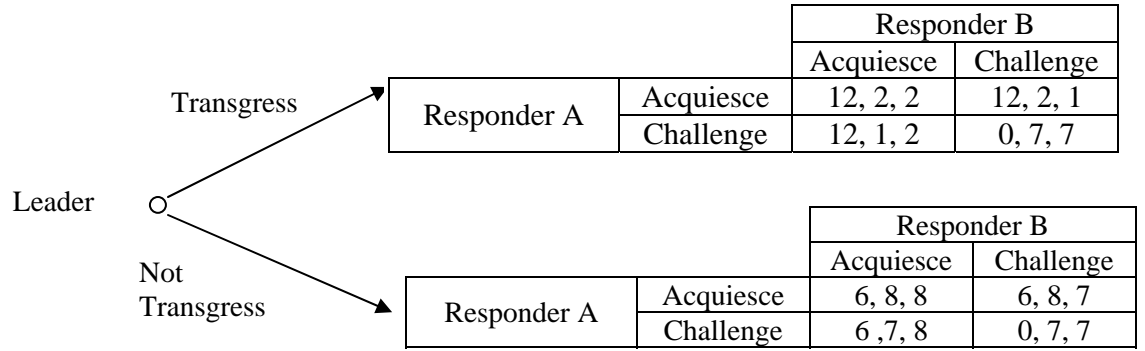 Responder B
Acquiesce Challenge
Transgress
Responder A Acquiesce 12, 2, 2 12, 2, 1
Challenge 12, 1, 2 0, 7, 7
Leader
Responder B
Not
Transgress
Acquiesce Challenge
Responder A Acquiesce 6, 8, 8 6, 8, 7
Challenge 6 ,7, 8 0, 7, 7